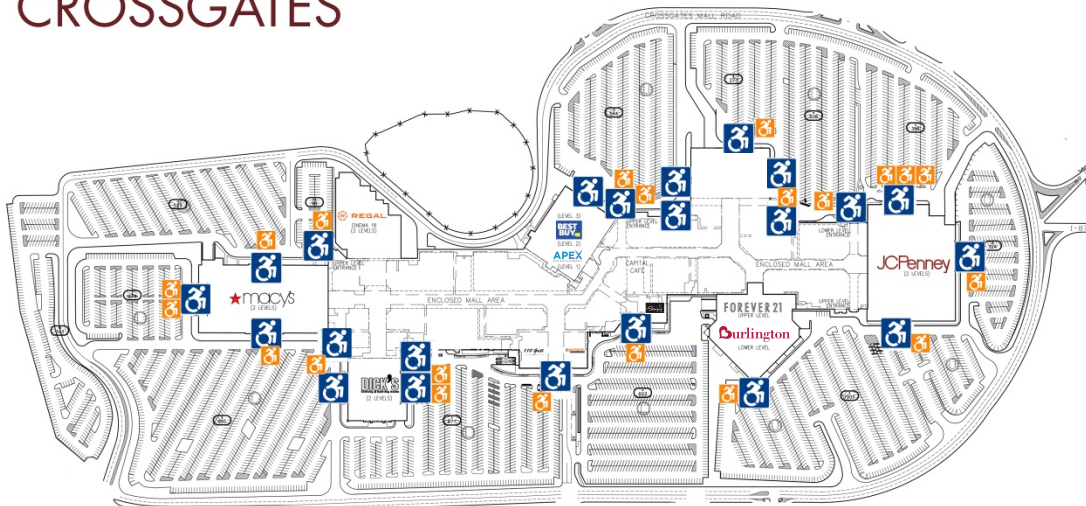 CROSSGATES
CROSSGATES MALL ROAD
REGAL
CINEMA 18
(2 LEVELS)
UPPER LEVEL
ENTRANCE
(LEVEL 3)
BEST
BUY
(LEVEL 2)
APEX
(LEVEL 1)
UPPER LEVEL
ENTRANCE
CAPITAL
CAFE
LOWER LEVEL
ENTRANCE
ENCLOSED MALL AREA
JCPenney
(2 LEVELS)
UPPER LEVEL
ENTRANCE
macy's
(2 LEVELS)
ENCLOSED MALL AREA
FOREVER 21
UPPER LEVEL
Burlington
LOWER LEVEL
DICK'S
(2 LEVELS)
110 Grill